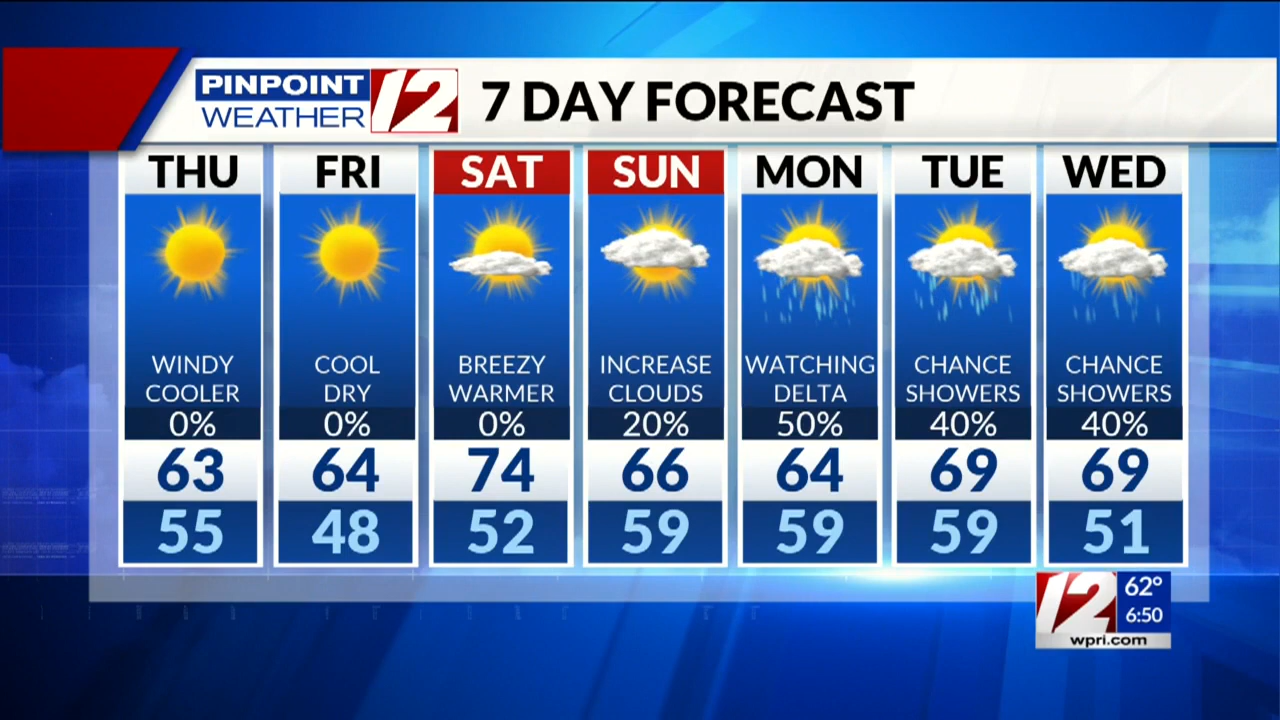 PINPOINT
WEATHER
12
7 DAY FORECAST
THU
FRI
SAT
SUN
MON
TUE
WED
WINDY
COOLER
COOL
DRY
BREEZY
WARMER
INCREASE
CLOUDS
WATCHING
DELTA
CHANCE
SHOWERS
CHANCE
SHOWERS
0%
0%
0%
20%
50%
40%
40%
63
64
74
66
64
69
69
55
48
52
59
59
59
51
12
62°
6:50
wpri.com